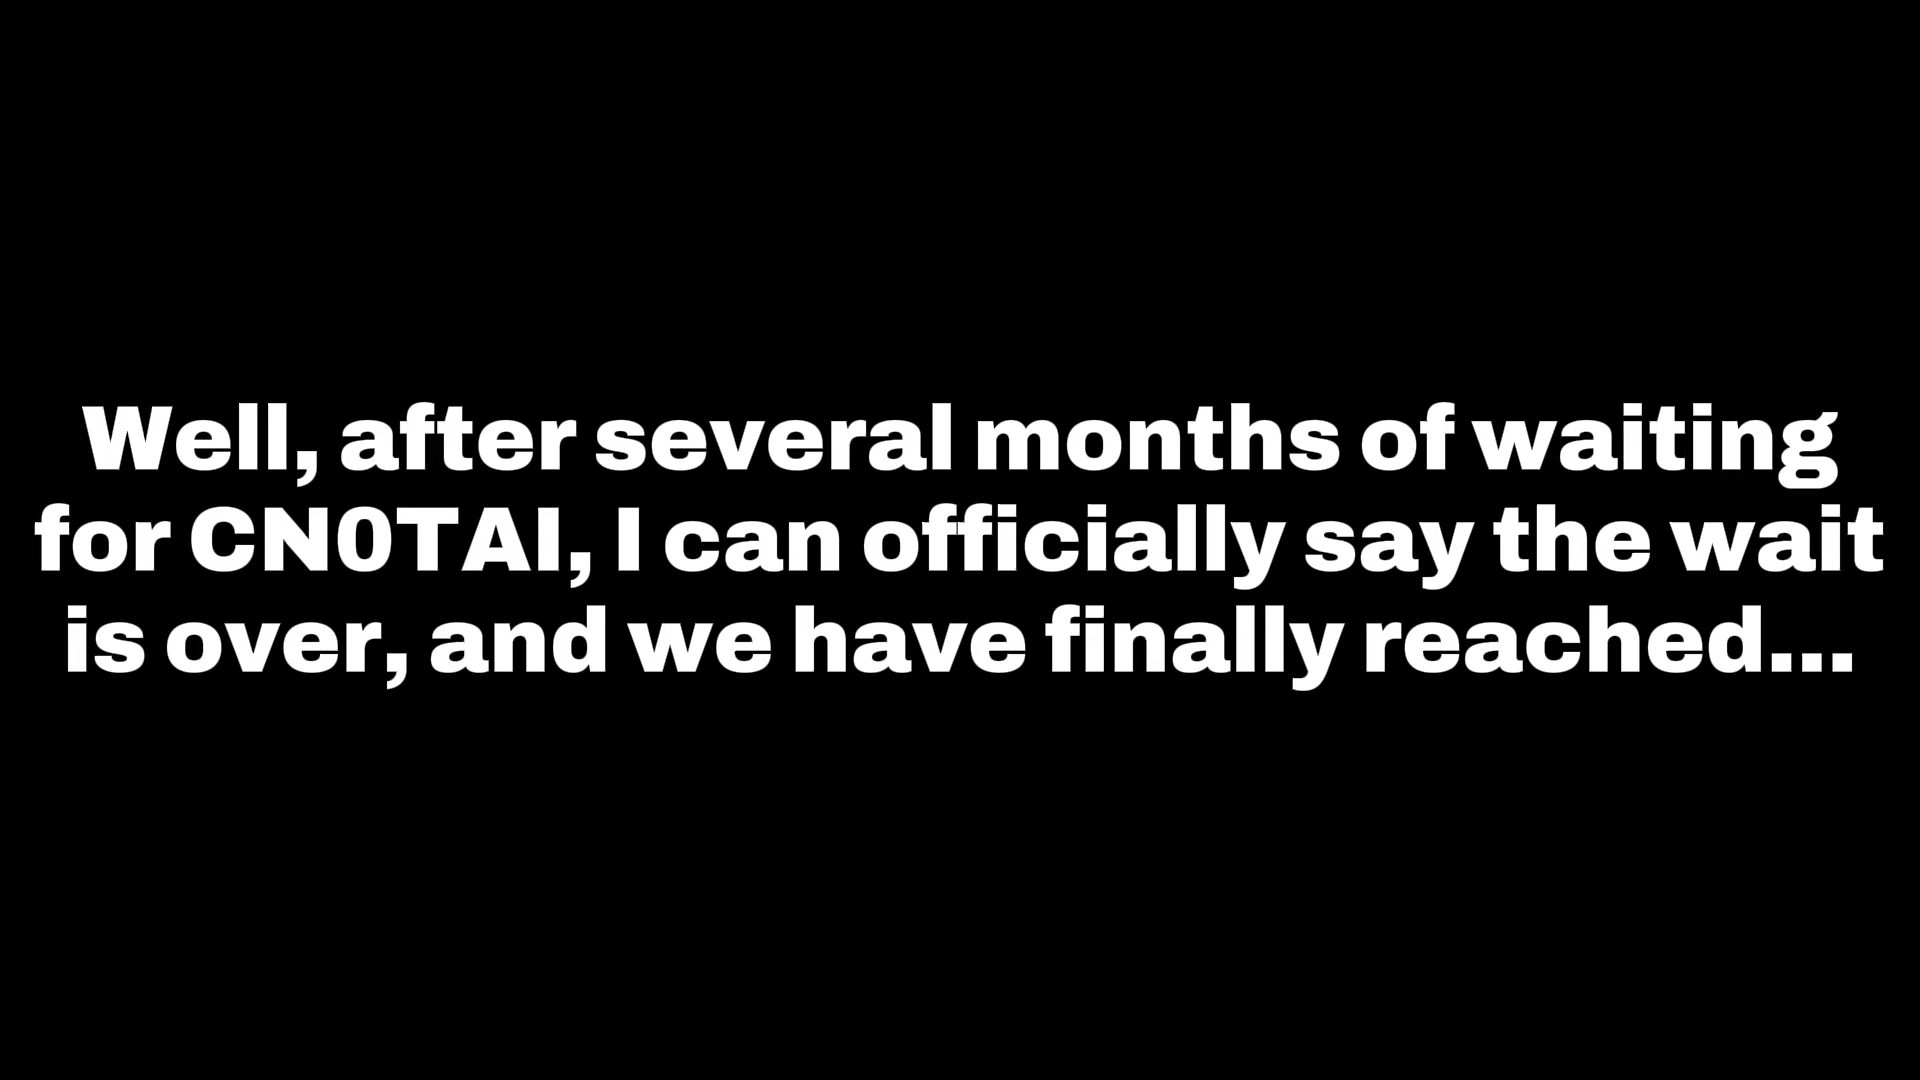 Well, after several months of waiting
for CN0TAI, I can officially say the wait
is over, and we have finally reached...